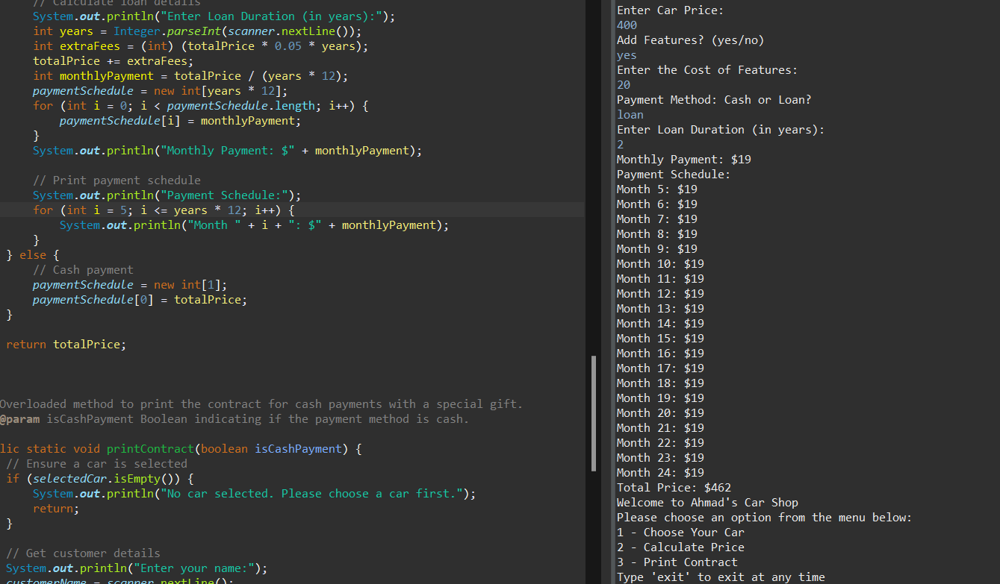 // Calculate loan details
System.out.println("Enter Loan Duration (in years):");
int years = Integer.parseInt(scanner.nextLine());
int extraFees = (int) (totalPrice * 0.05 * years);
totalPrice += extraFees;
int monthlyPayment = totalPrice / (years * 12);
paymentSchedule = new int[years * 12];
for (int i = 0; i < paymentSchedule.length; i++) {
paymentSchedule[i] = monthlyPayment;
}
System.out.println("Monthly Payment: $" + monthlyPayment);
// Print payment schedule
System.out.println("Payment Schedule:");
for (int i = 5; i <= years * 12; i++) {
System.out.println("Month " + i + ": $" + monthlyPayment);
}
} else {
// Cash payment
paymentSchedule = new int[1];
paymentSchedule[0] = totalPrice;
}
return totalPrice;
Overloaded method to print the contract for cash payments with a special gift.
@param isCashPayment Boolean indicating if the payment method is cash.
lic static void printContract(boolean isCashPayment) {
// Ensure a car is selected
if (selectedCar.isEmpty()) {
System.out.println("No car selected. Please choose a car first.");
return;
}
// Get customer details
System.out.println("Enter your name:");
customerName = scanner.nextLine();
Enter Car Price:
400
Add Features? (yes/no)
yes
Enter the Cost of Features:
20
Payment Method: Cash or Loan?
loan
Enter Loan Duration (in years):
2
Monthly Payment: $19
Payment Schedule:
Month 5: $19
Month 6: $19
Month 7: $19
Month 8: $19
Month 9: $19
Month 10: $19
Month 11: $19
Month 12: $19
Month 13: $19
Month 14: $19
Month 15: $19
Month 16: $19
Month 17: $19
Month 18: $19
Month 19: $19
Month 20: $19
Month 21: $19
Month 22: $19
Month 23: $19
Month 24: $19
Total Price: $462
Welcome to Ahmad's Car Shop
Please choose an option from the menu below:
1 - Choose Your Car
2 - Calculate Price
3 - Print Contract
Type 'exit' to exit at any time